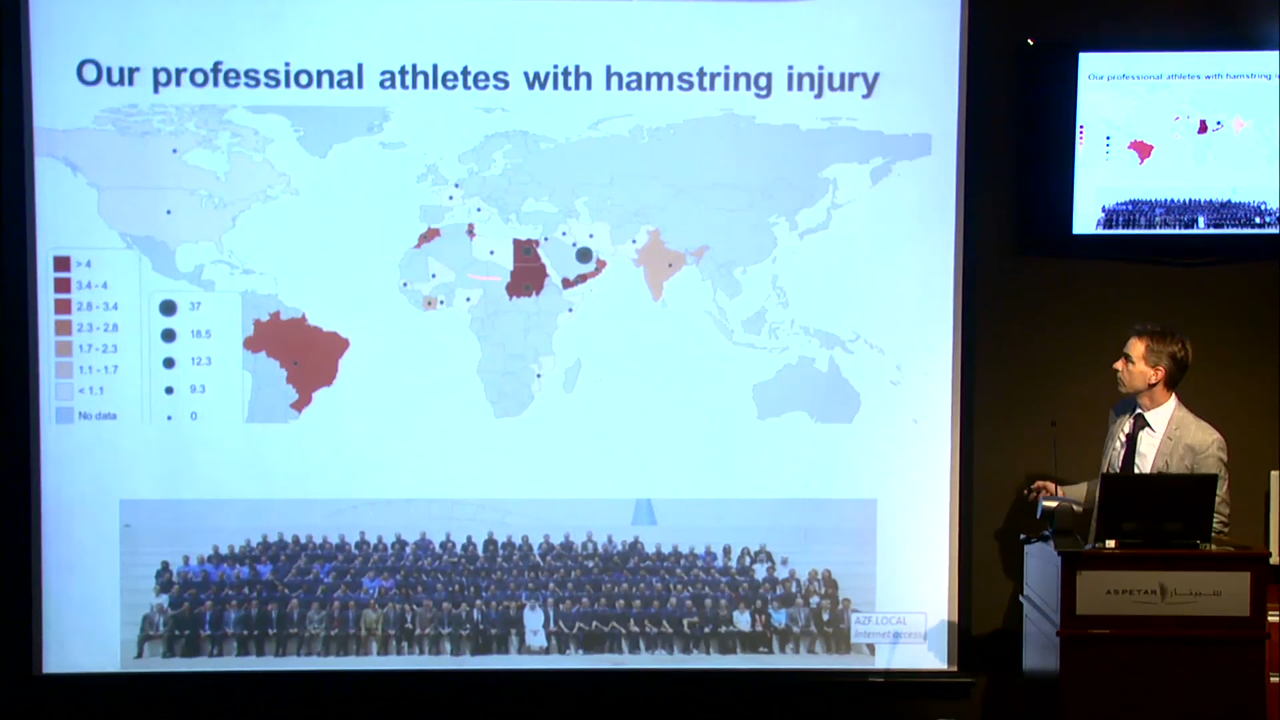 Our professional athletes with hamstring injury
> 4
3.4 - 4
2.8 - 3.4
2.3 - 2.8
1.7 - 2.3
1.1 - 1.7
< 1.1
No data
37
18.5
12.3
9.3
0
AZF LOCAL
Internet access
Our professional athletes with hamstring
ASPETAR سبيتار